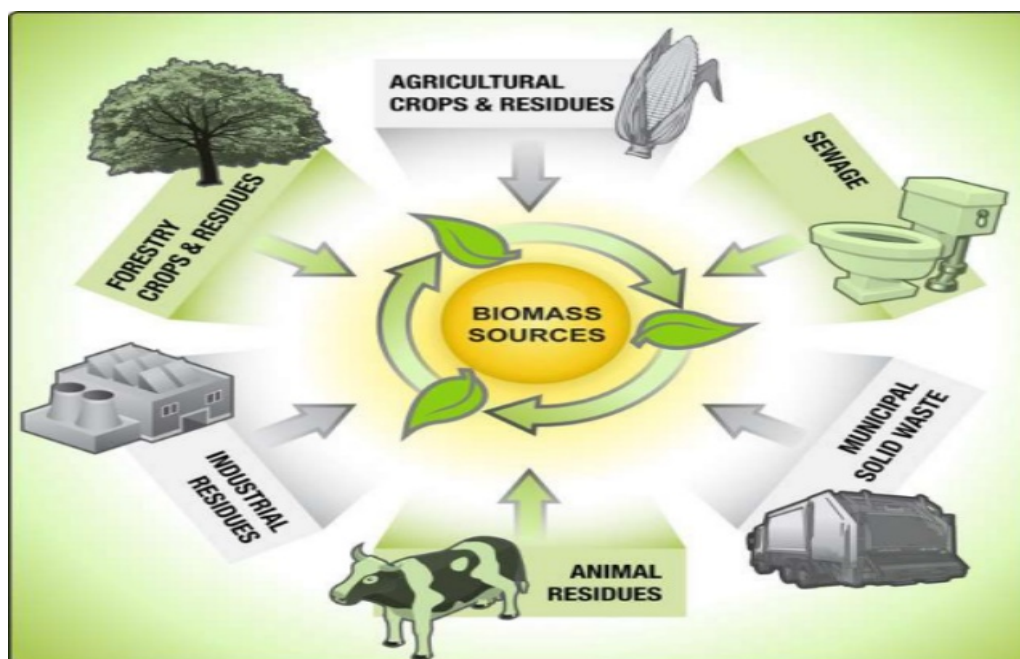 AGRICULTURAL
CROPS & RESIDUES
SEWAGE
FORESTRY
CROPS & RESIDUES
BIOMASS
SOURCES
MUNICIPAL
SOLID WASTE
INDUSTRIAL
RESIDUES
ANIMAL
RESIDUES